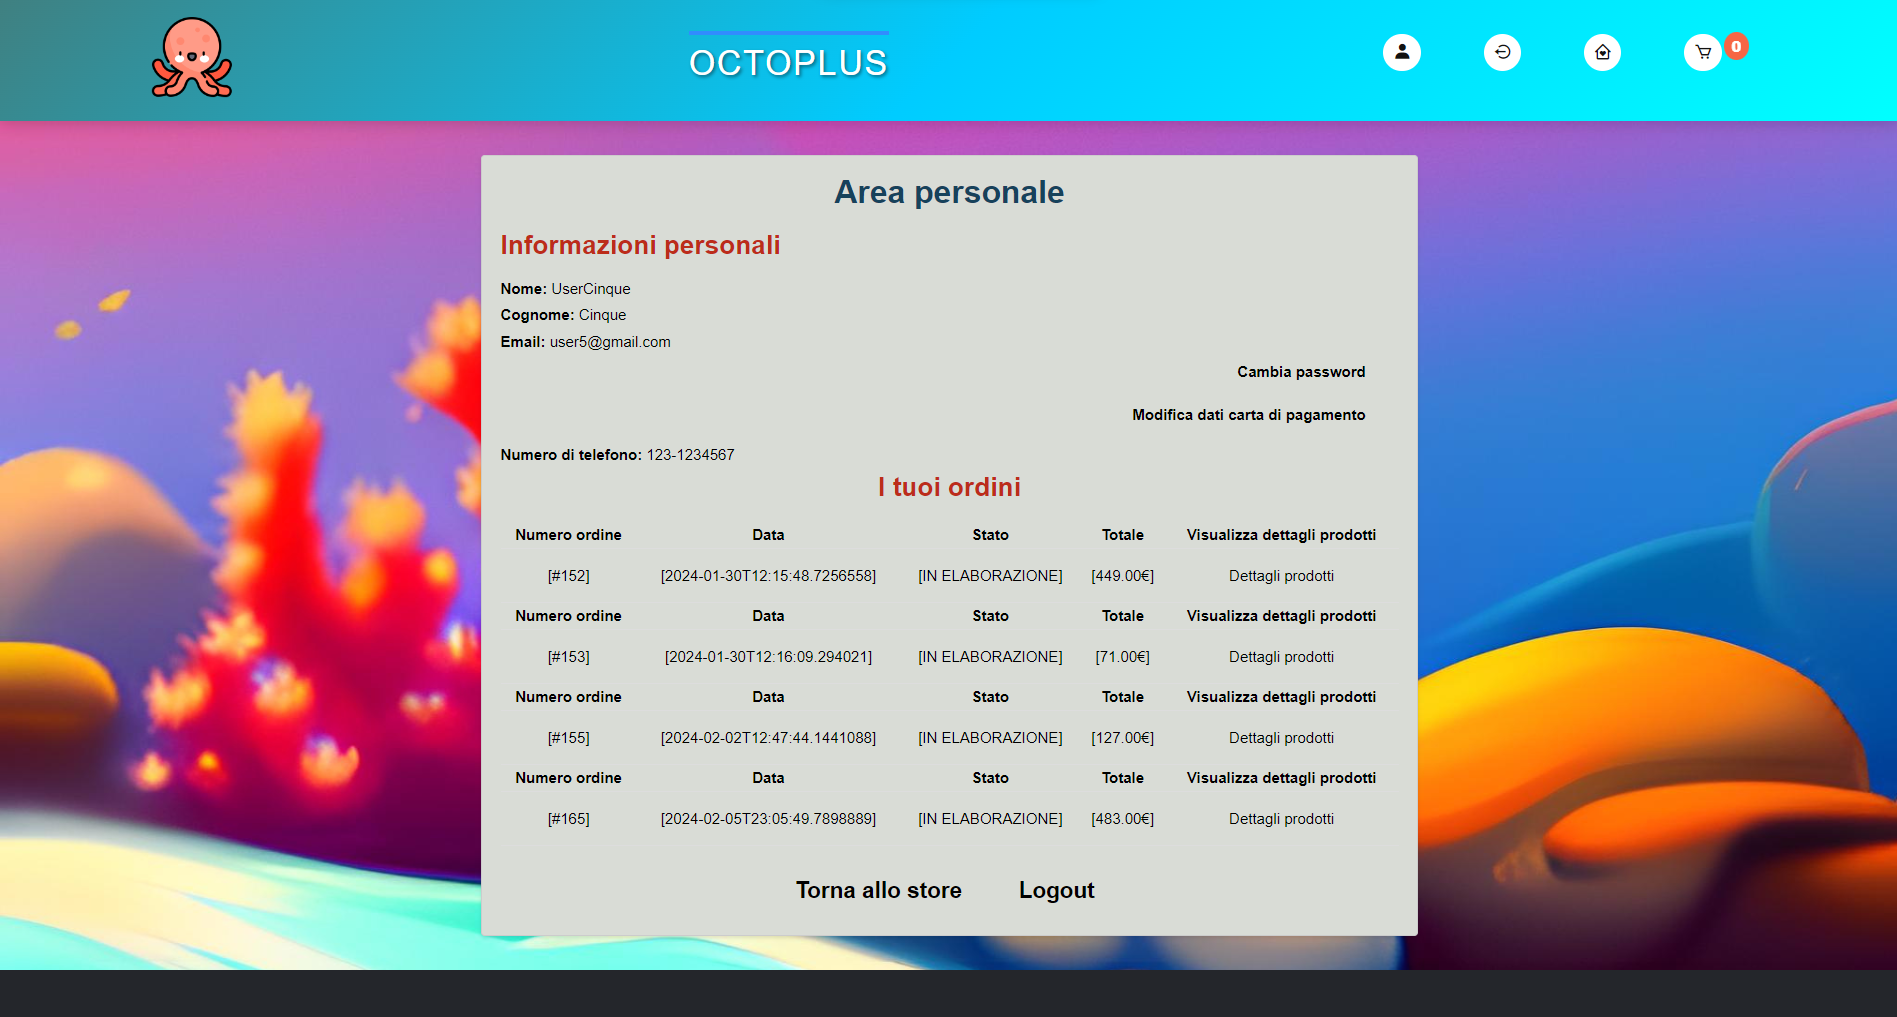 OCTOPLUS
0
Area personale
Informazioni personali
Nome: UserCinque
Cognome: Cinque
Email: user5@gmail.com
Cambia password
Modifica dati carta di pagamento
Numero di telefono: 123-1234567
I tuoi ordini
Numero ordine Data Stato Totale Visualizza dettagli prodotti
[#152] [2024-01-30T12:15:48.7256558] [IN ELABORAZIONE] [449.00€] Dettagli prodotti
Numero ordine Data Stato Totale Visualizza dettagli prodotti
[#153] [2024-01-30T12:16:09.294021] [IN ELABORAZIONE] [71.00€] Dettagli prodotti
Numero ordine Data Stato Totale Visualizza dettagli prodotti
[#155] [2024-02-02T12:47:44.1441088] [IN ELABORAZIONE] [127.00€] Dettagli prodotti
Numero ordine Data Stato Totale Visualizza dettagli prodotti
[#165] [2024-02-05T23:05:49.7898889] [IN ELABORAZIONE] [483.00€] Dettagli prodotti
Torna allo store Logout